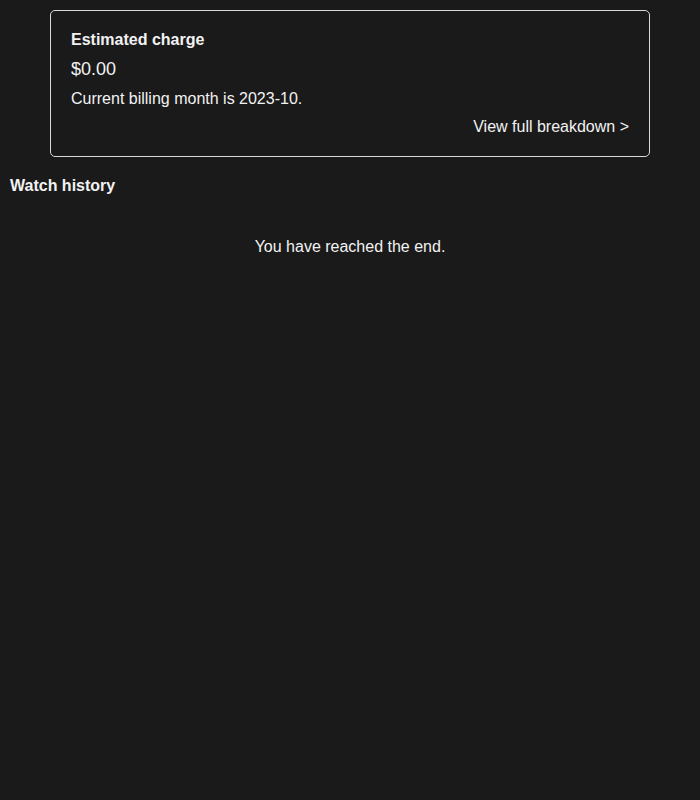 Estimated charge
$0.00
Current billing month is 2023-10.
View full breakdown >
Watch history
You have reached the end.